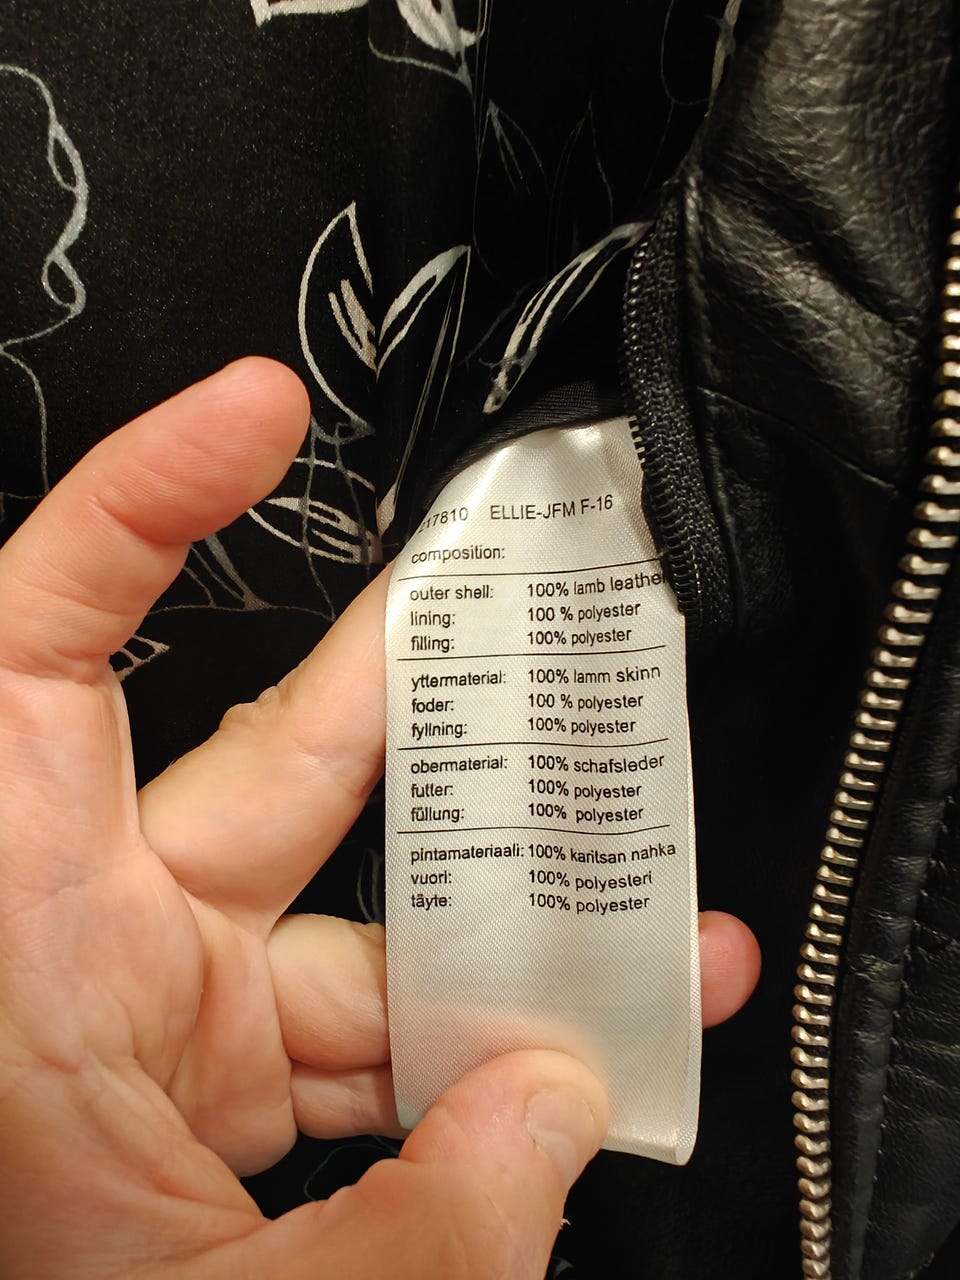 217810 ELLIE-JFM F-16
composition:
outer shell: 100% lamb leather
lining: 100 % polyester
filling: 100% polyester
yttermaterial: 100% lamm skinn
foder: 100 % polyester
fyllning: 100% polyester
obermaterial: 100% schafsleder
futter: 100% polyester
füllung: 100% polyester
pintamateriaali: 100% karitsan nahka
vuori: 100% polyesteri
täyte: 100% polyester